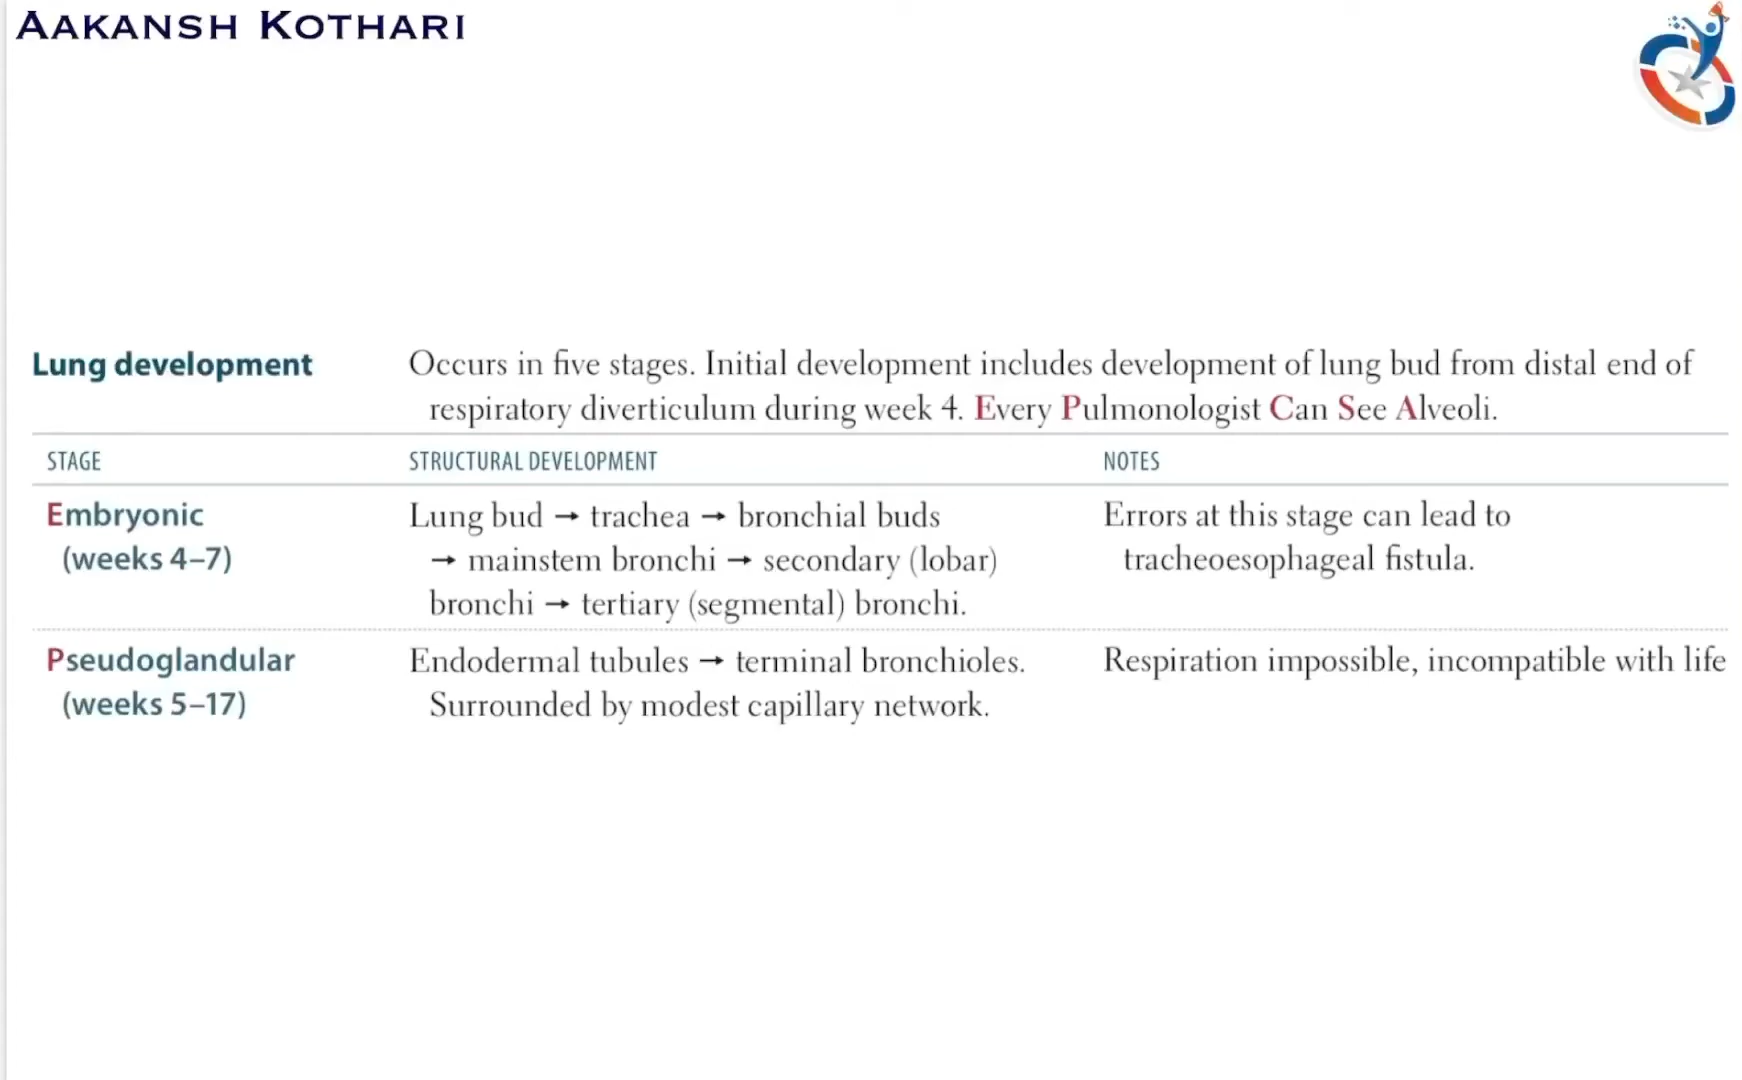 AAKANSH KOTHARI
Lung development
Occurs in five stages. Initial development includes development of lung bud from distal end of
respiratory diverticulum during week 4. Every Pulmonologist Can See Alveoli.
STAGE STRUCTURAL DEVELOPMENT NOTES
Embryonic
(weeks 4–7)
Lung bud → trachea → bronchial buds
→ mainstem bronchi → secondary (lobar)
bronchi → tertiary (segmental) bronchi.
Errors at this stage can lead to
tracheoesophageal fistula.
Pseudoglandular
(weeks 5–17)
Endodermal tubules → terminal bronchioles.
Surrounded by modest capillary network.
Respiration impossible, incompatible with life